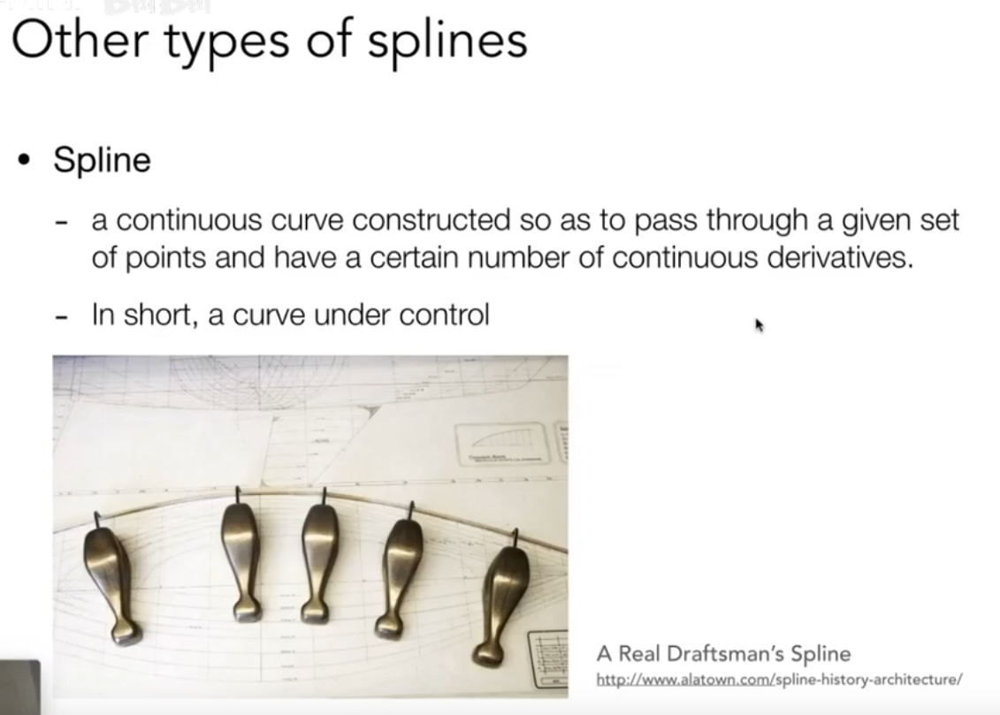 Other types of splines
• Spline
- a continuous curve constructed so as to pass through a given set
of points and have a certain number of continuous derivatives.
- In short, a curve under control
A Real Draftsman's Spline
http://www.alatown.com/spline-history-architecture/